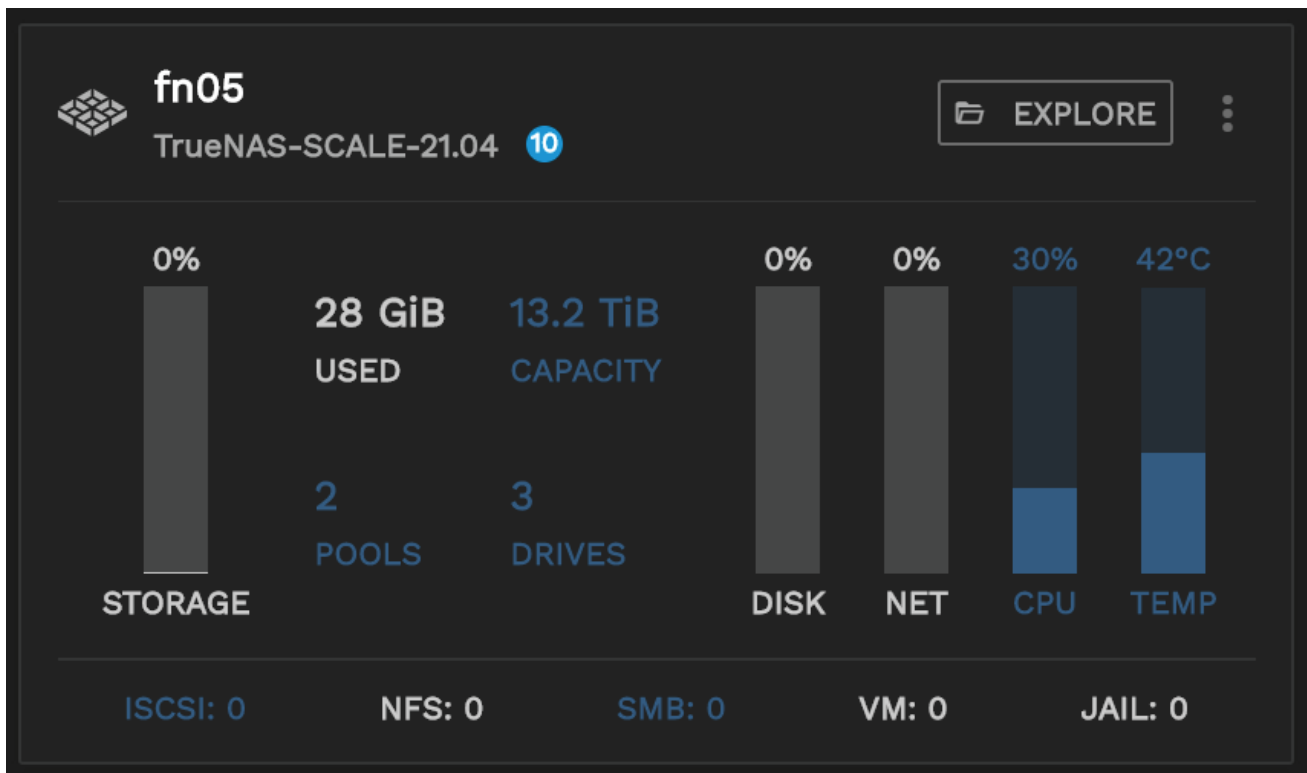 fn05
TrueNAS-SCALE-21.04 10
EXPLORE
0%
28 GiB 13.2 TiB
USED CAPACITY
2 3
POOLS DRIVES
STORAGE
0% 0% 30% 42°C
DISK NET CPU TEMP
ISCSI: 0 NFS: 0 SMB: 0 VM: 0 JAIL: 0